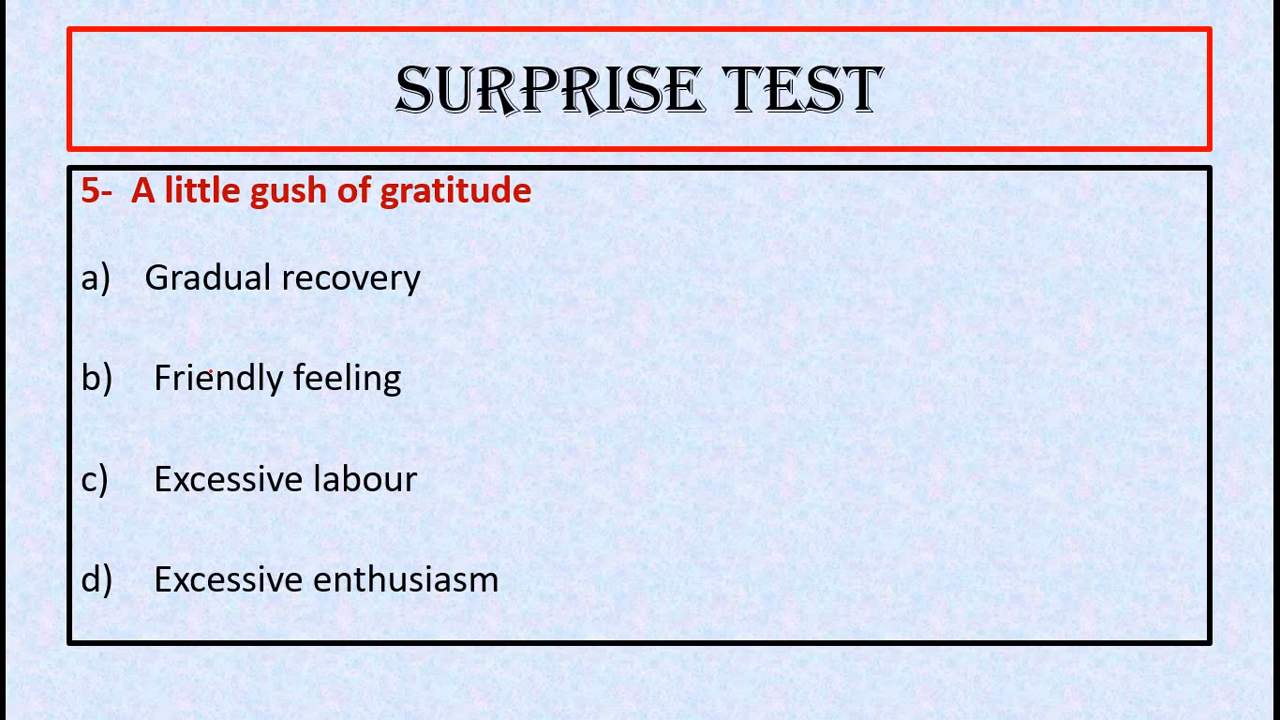 SURPRISE TEST
5- A little gush of gratitude
a) Gradual recovery
b) Friendly feeling
c) Excessive labour
d) Excessive enthusiasm